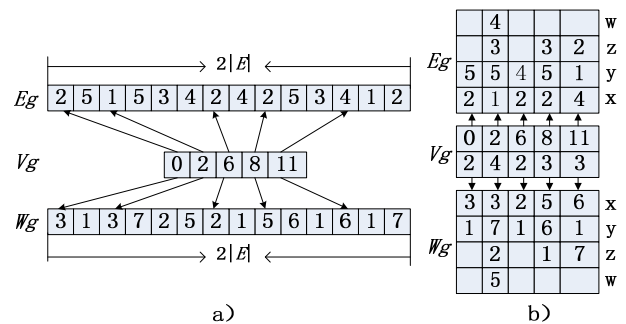 2|E|
Eg 2 5 1 5 3 4 2 4 2 5 3 4 1 2
Vg 0 2 6 8 11
Wg 3 1 3 7 2 5 2 1 5 6 1 6 1 7
2|E|
a)
4 w
3 3 2 z
Eg
5 5 4 5 1 y
2 1 2 2 4 x
0 2 6 8 11
Vg
2 4 2 3 3
3 3 2 5 6 x
1 7 1 6 1 y
Wg
2 1 7 z
5 w
b)